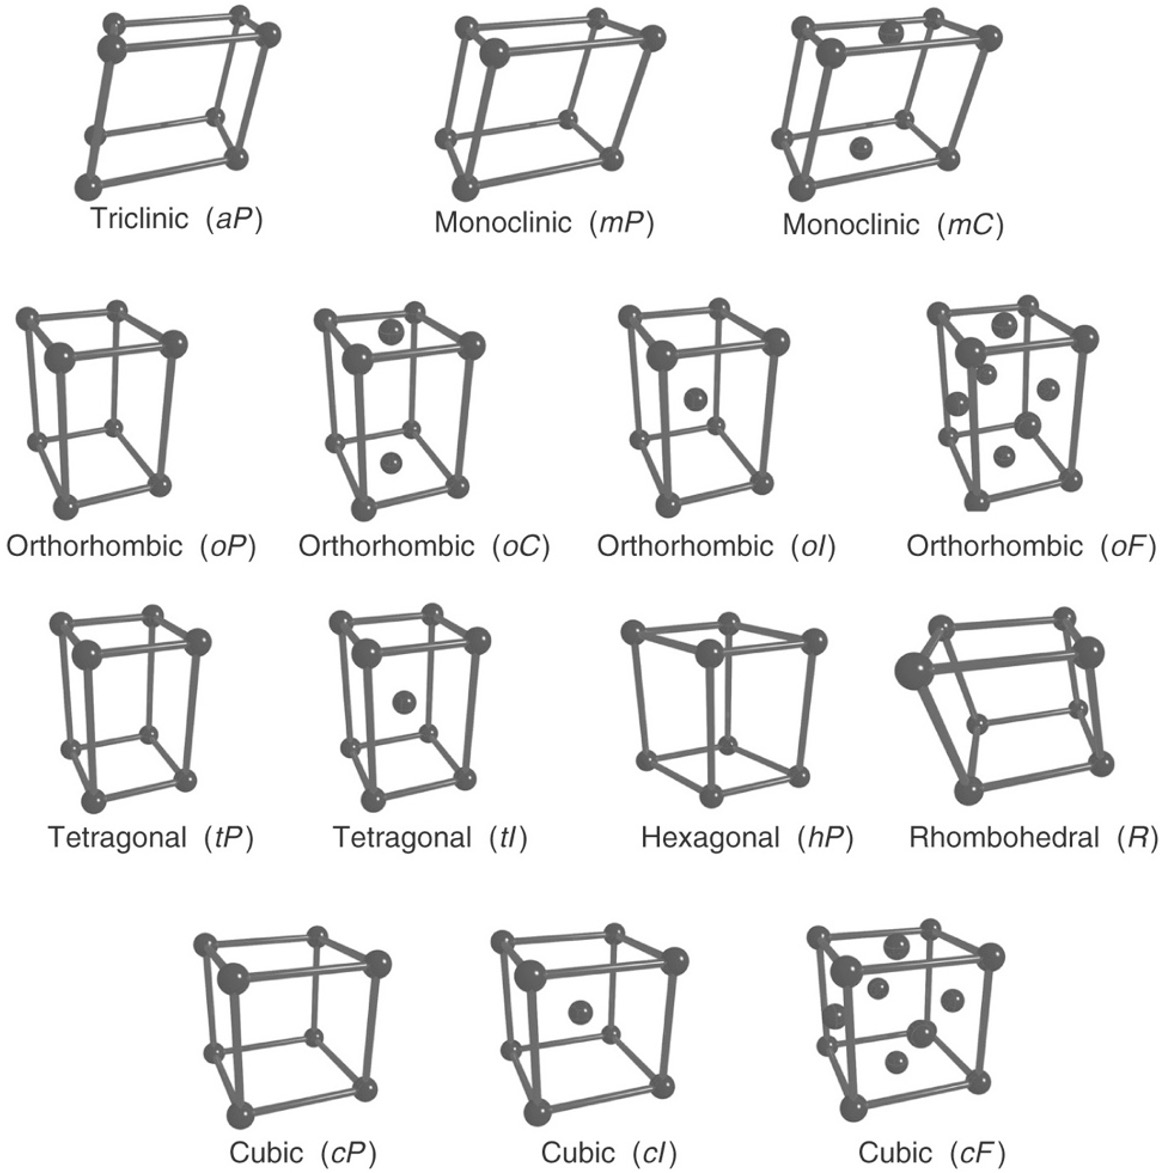 Triclinic (aP)
Monoclinic (mP)
Monoclinic (mC)
Orthorhombic (oP)
Orthorhombic (oC)
Orthorhombic (oI)
Orthorhombic (oF)
Tetragonal (tP)
Tetragonal (tI)
Hexagonal (hP)
Rhombohedral (R)
Cubic (cP)
Cubic (cI)
Cubic (cF)